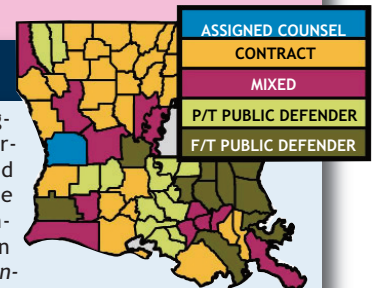 ASSIGNED COUNSEL
CONTRACT
MIXED
P/T PUBLIC DEFENDER
F/T PUBLIC DEFENDER
g-
r-
d
e
n-
n
n-